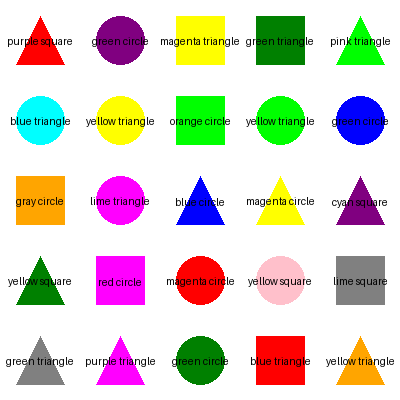 purple square green circle magenta triangle green triangle pink triangle
blue triangle yellow triangle orange circle yellow triangle green circle
gray circle lime triangle blue circle magenta circle cyan square
yellow square red circle magenta circle yellow square lime square
green triangle purple triangle green circle blue triangle yellow triangle